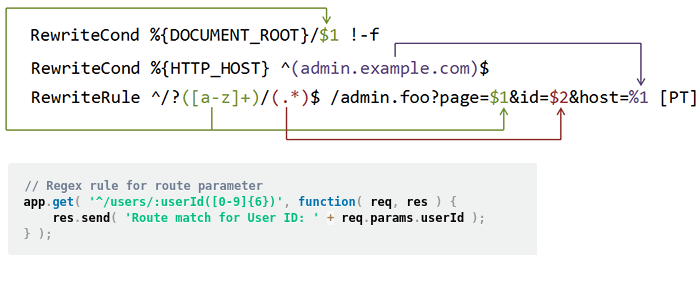 RewriteCond %{DOCUMENT_ROOT}/$1 !-f
RewriteCond %{HTTP_HOST} ^(admin.example.com)$
RewriteRule ^/?([a-z]+)/(.*)$ /admin.foo?page=$1&id=$2&host=%1 [PT]
// Regex rule for route parameter
app.get( '^/users/:userId([0-9]{6})', function( req, res ) {
    res.send( 'Route match for User ID: ' + req.params.userId );
} );